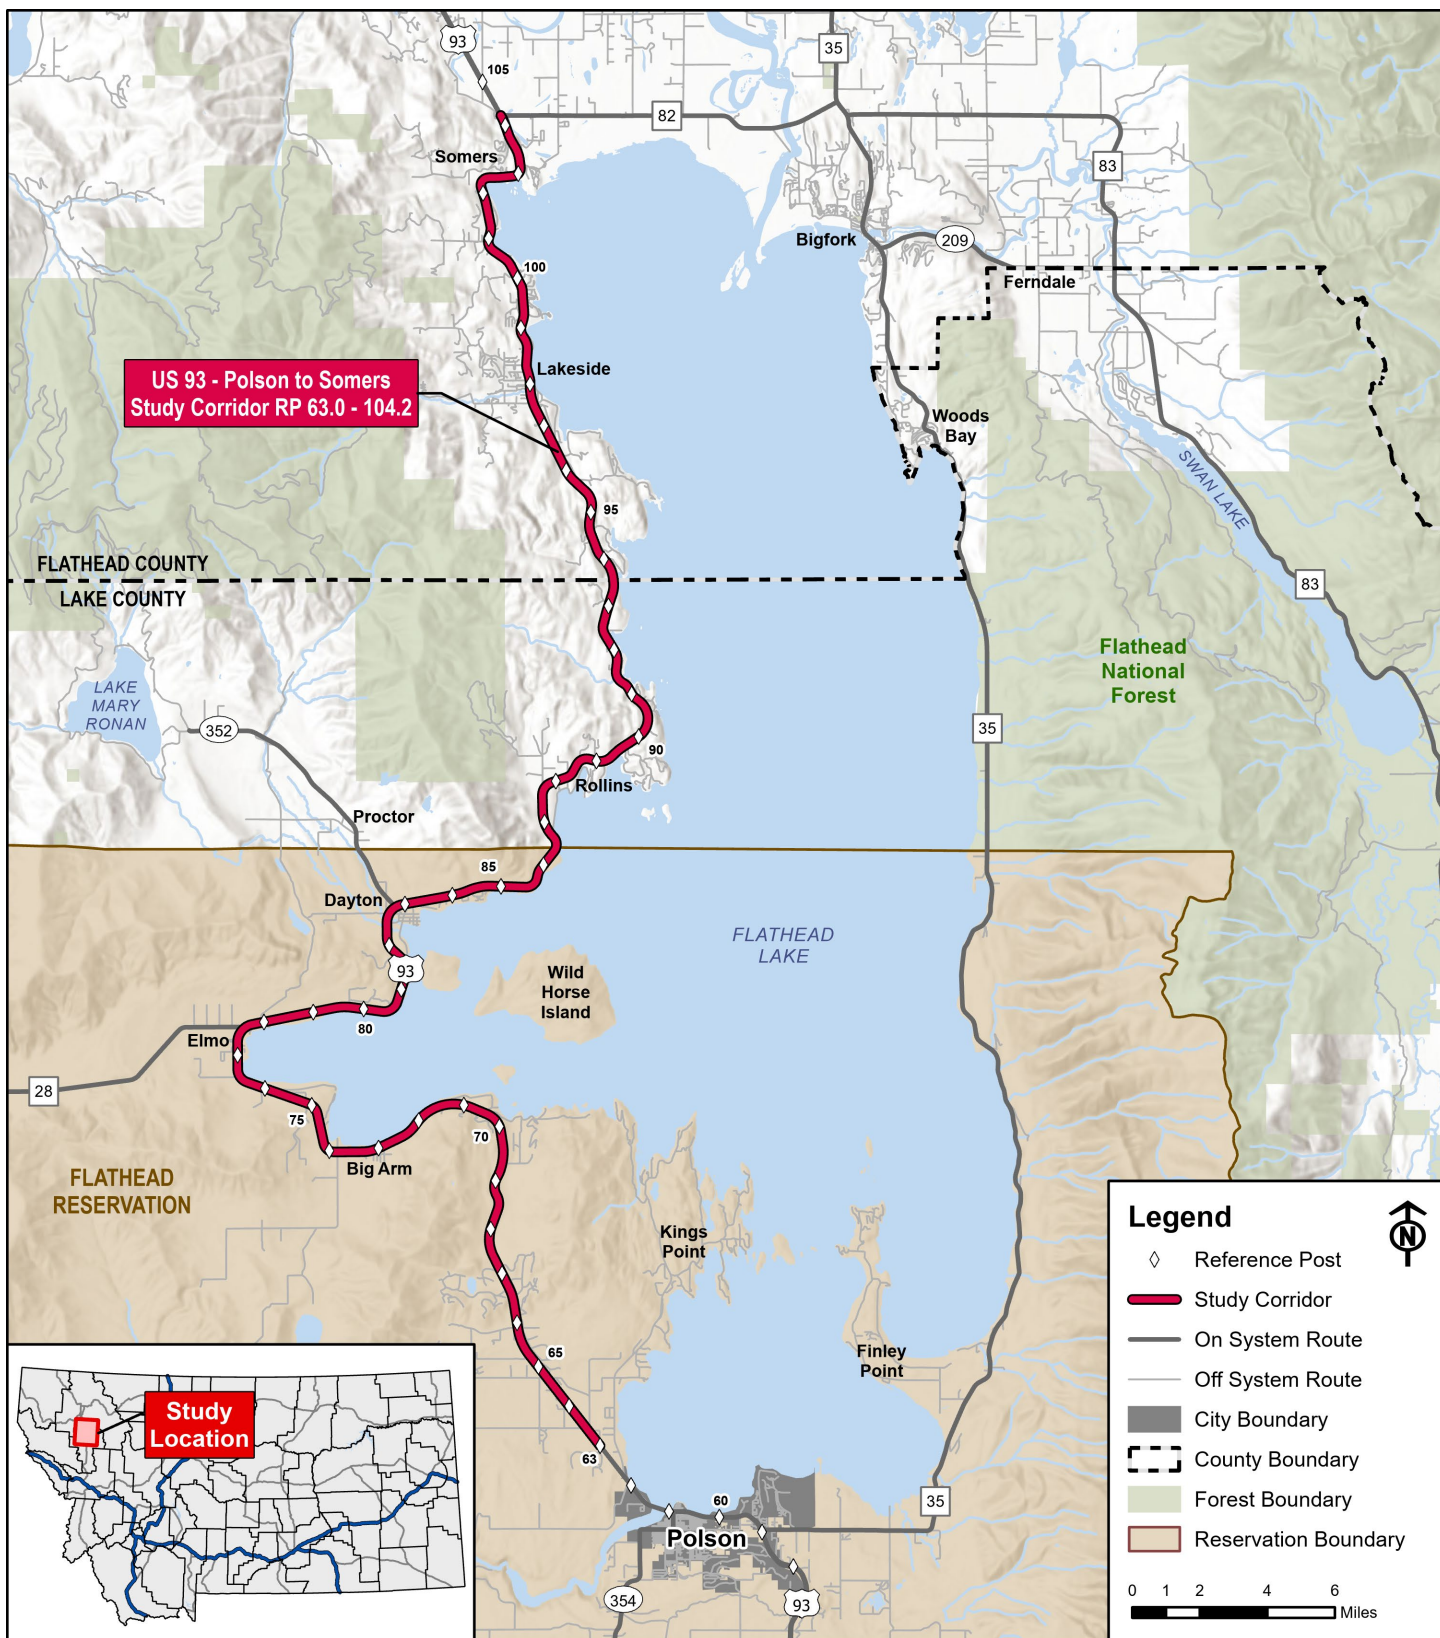 93
105
35
82
Somers
83
Bigfork
209
100
Ferndale
Lakeside
US 93 - Polson to Somers
Study Corridor RP 63.0 - 104.2
Woods
Bay
SWAN LAKE
95
FLATHEAD COUNTY
LAKE COUNTY
83
Flathead
National
Forest
LAKE
MARY
RONAN
352
35
90
Rollins
Proctor
85
Dayton
FLATHEAD
LAKE
93
Wild
Horse
Island
80
Elmo
28
75
70
Big Arm
FLATHEAD
RESERVATION
Kings
Point
65
Finley
Point
63
60
35
Polson
354
93
Study
Location
Legend
N
Reference Post
Study Corridor
On System Route
Off System Route
City Boundary
County Boundary
Forest Boundary
Reservation Boundary
0 1 2 4 6
Miles